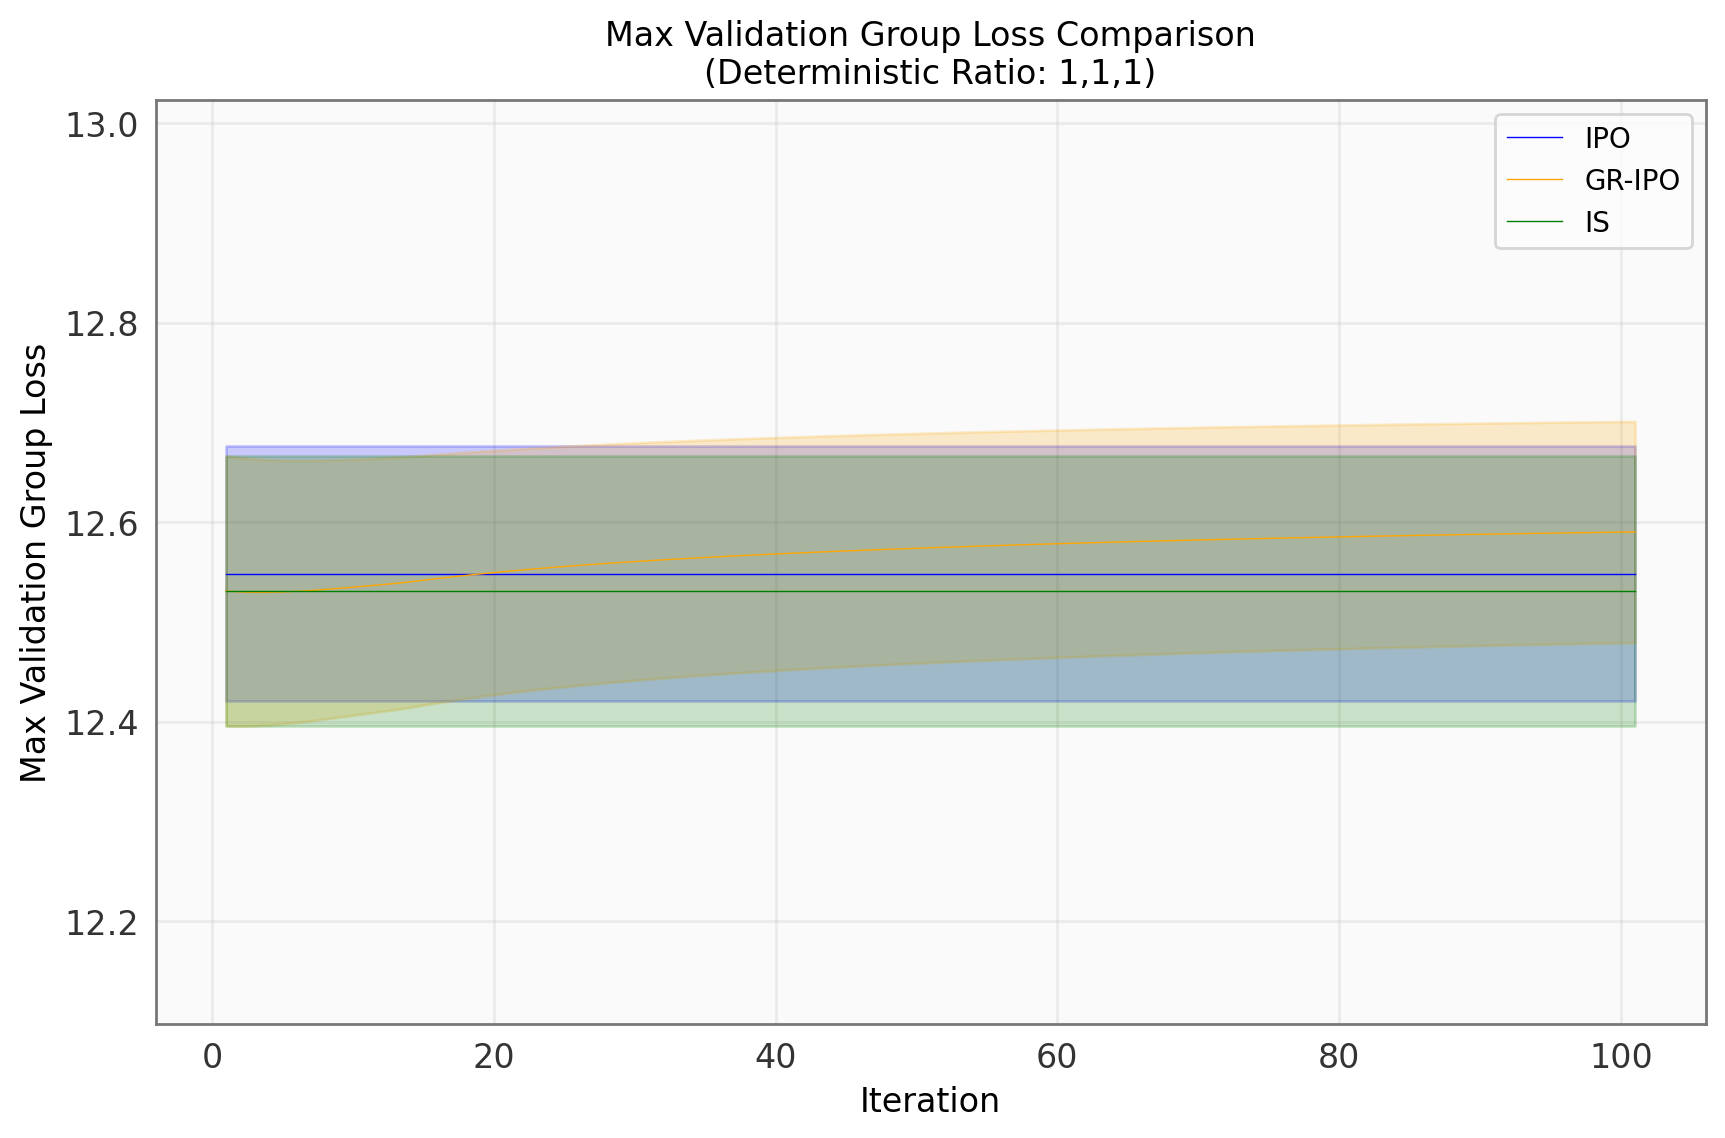 Max Validation Group Loss Comparison
(Deterministic Ratio: 1,1,1)
IPO
GR-IPO
IS
Max Validation Group Loss
13.0
12.8
12.6
12.4
12.2
0 20 40 60 80 100
Iteration